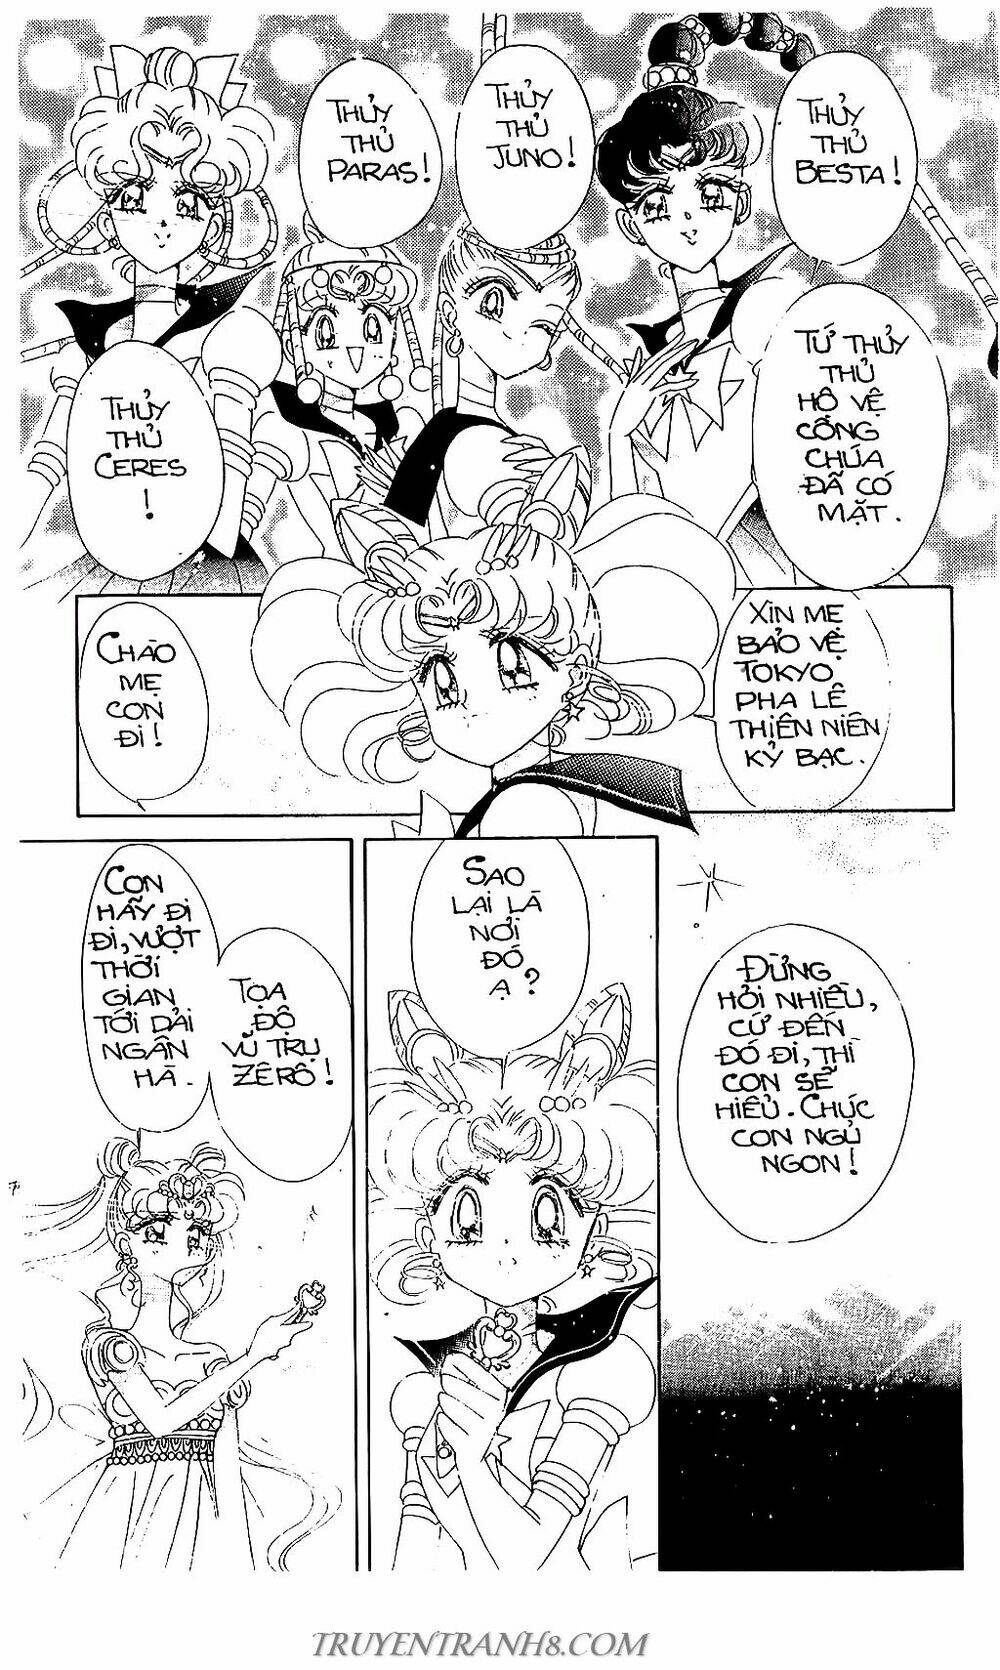 THỦY
THỦ
BESTA!
TỨ THỦY
THỦ
HỘ VỆ
CÔNG
CHÚA
ĐÃ CÓ
MẶT.
THỦY
THỦ
JUNO!
THỦY
THỦ
PARAS!
THỦY
THỦ
CERES
!
CHÀO
MẸ
CON
ĐI!
XIN MẸ
BẢO VỆ
TOKYO
PHA LÊ
THIÊN NIÊN
KỶ BẠC.
CON
HÃY ĐI
ĐI, VƯỢT
THỜI
GIAN
TỚI DẢI
NGÂN
HÀ.
TỌA
ĐỘ
VŨ TRỤ
ZÊRÔ!
SAO
LẠI LÀ
NƠI
ĐÓ
Ạ?
ĐỪNG
HỎI NHIỀU,
CỨ ĐẾN
ĐÓ ĐI, THÌ
CON SẼ
HIỂU. CHÚC
CON NGỦ
NGON!
TRUYENTRANH8.COM